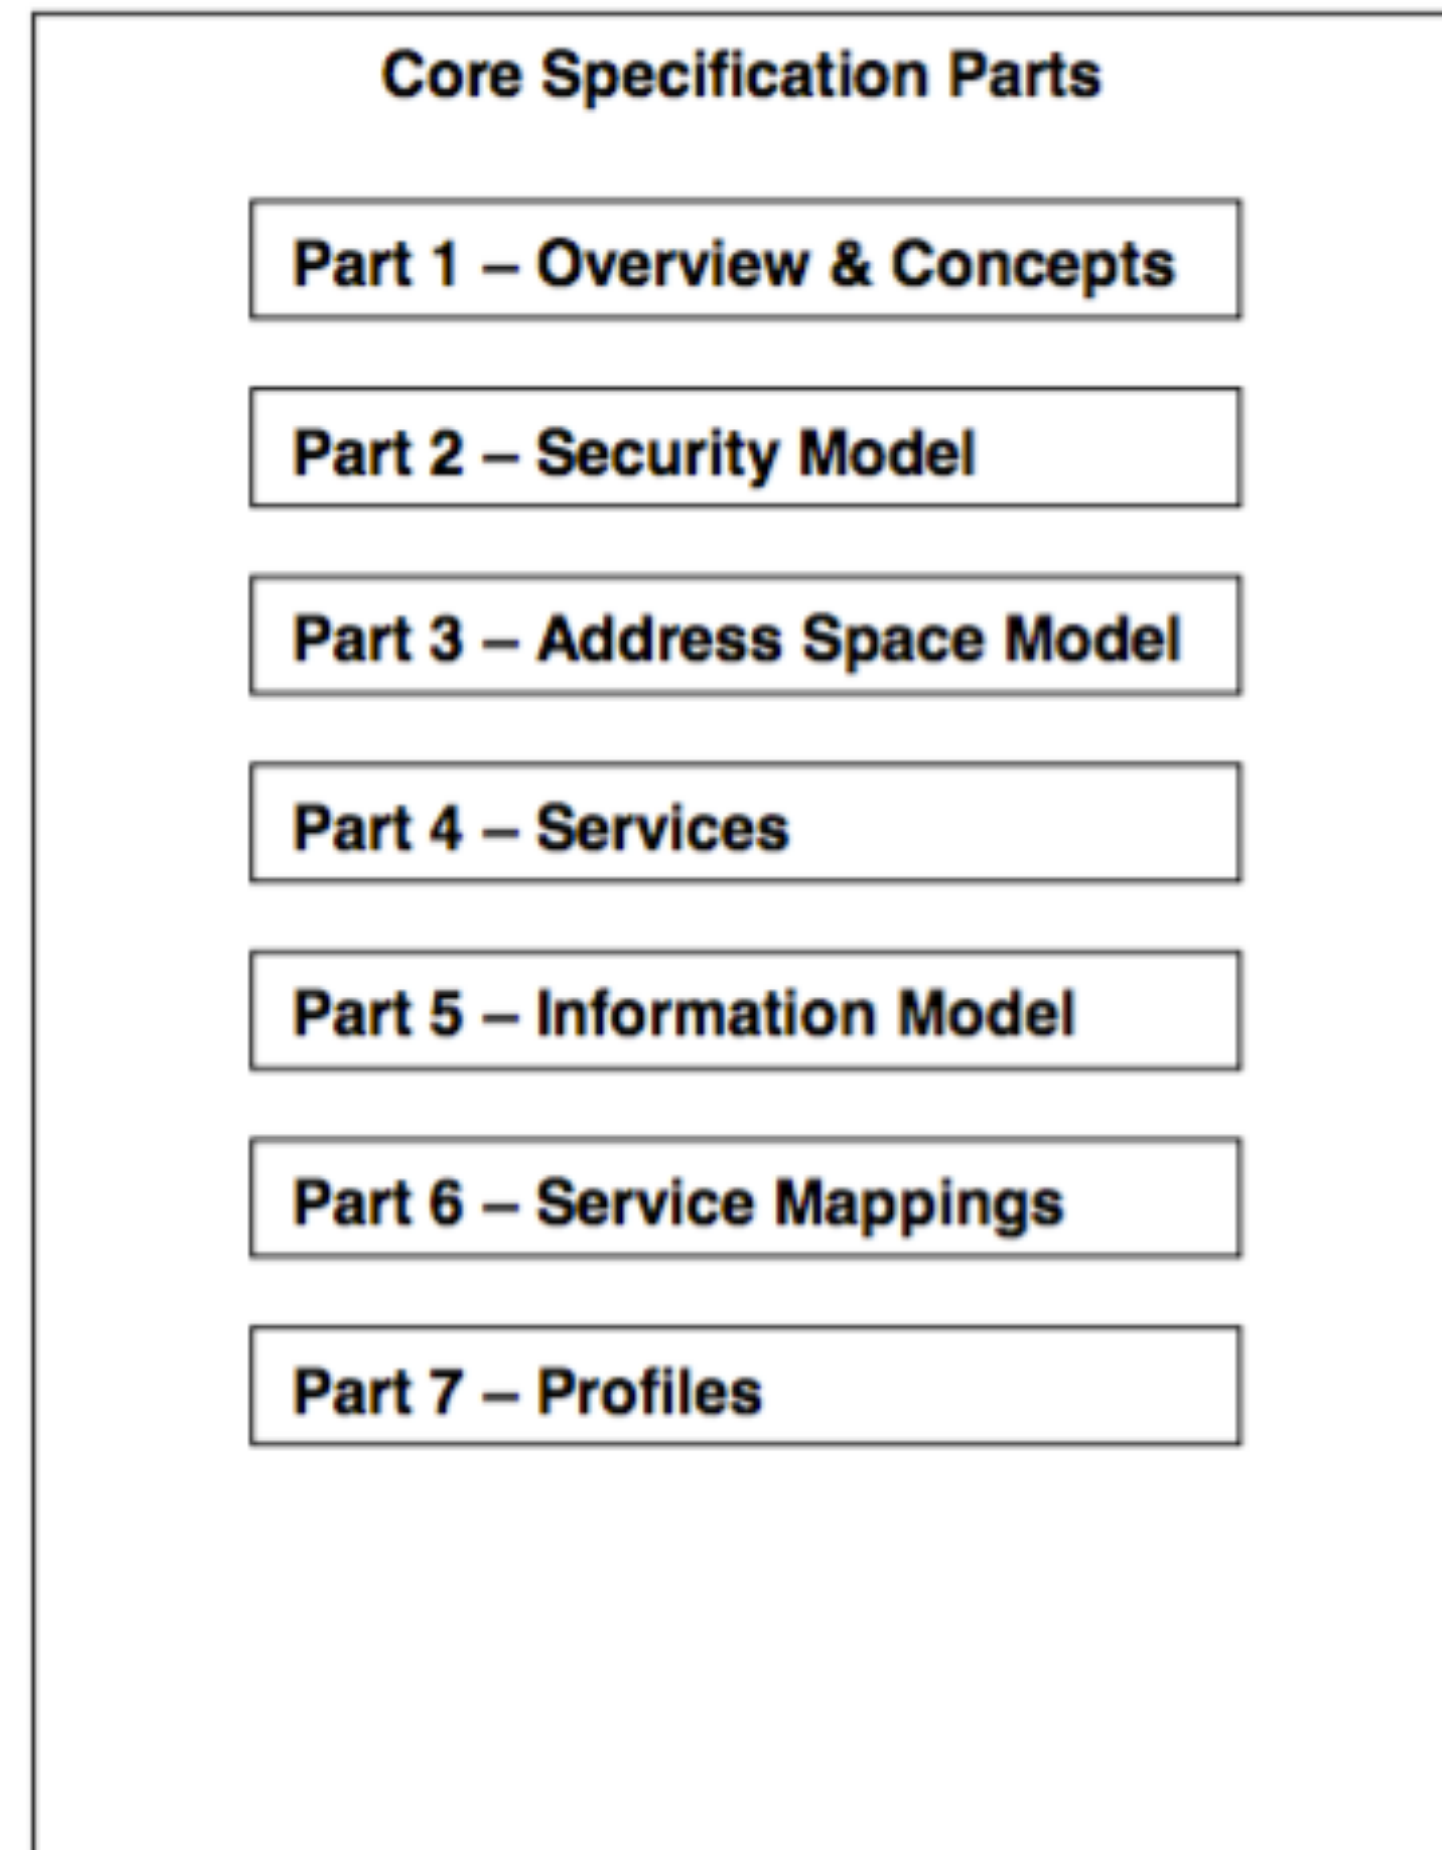 Core Specification Parts
Part 1 – Overview & Concepts
Part 2 – Security Model
Part 3 – Address Space Model
Part 4 – Services
Part 5 – Information Model
Part 6 – Service Mappings
Part 7 – Profiles